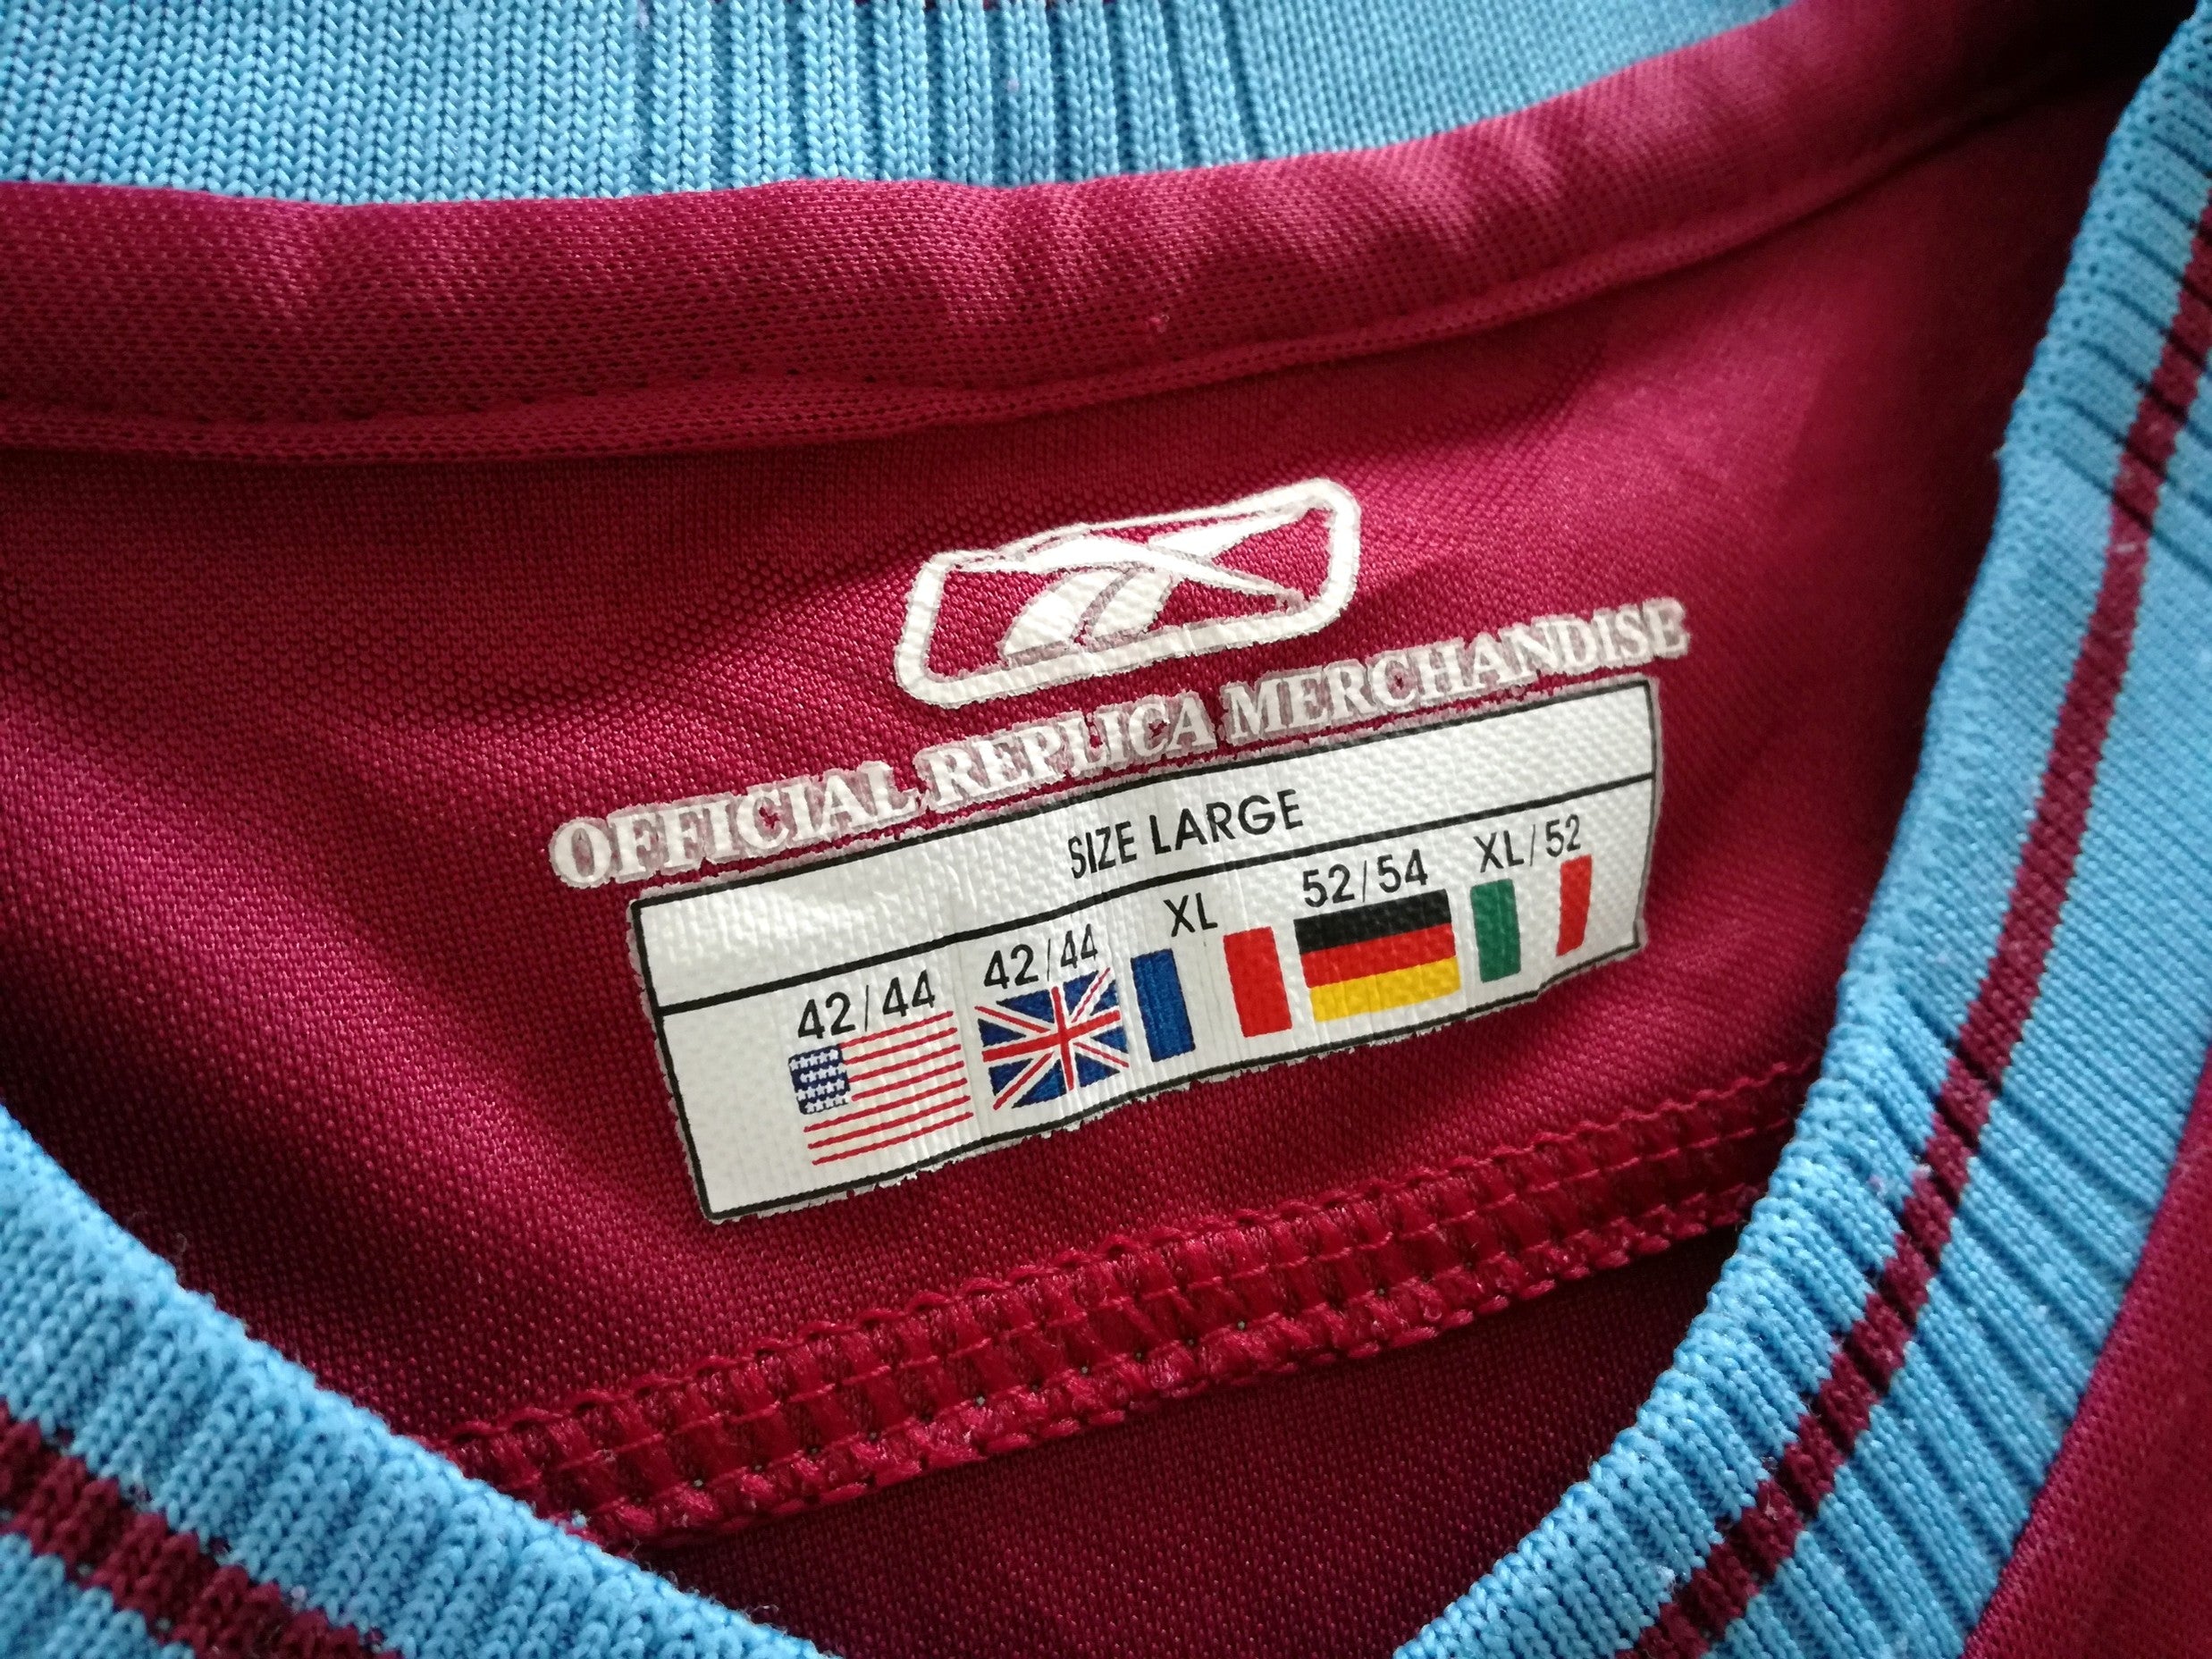 OFFICIAL REPLICA MERCHANDISE
SIZE LARGE
42/44 42/44 XL 52/54 XL/52